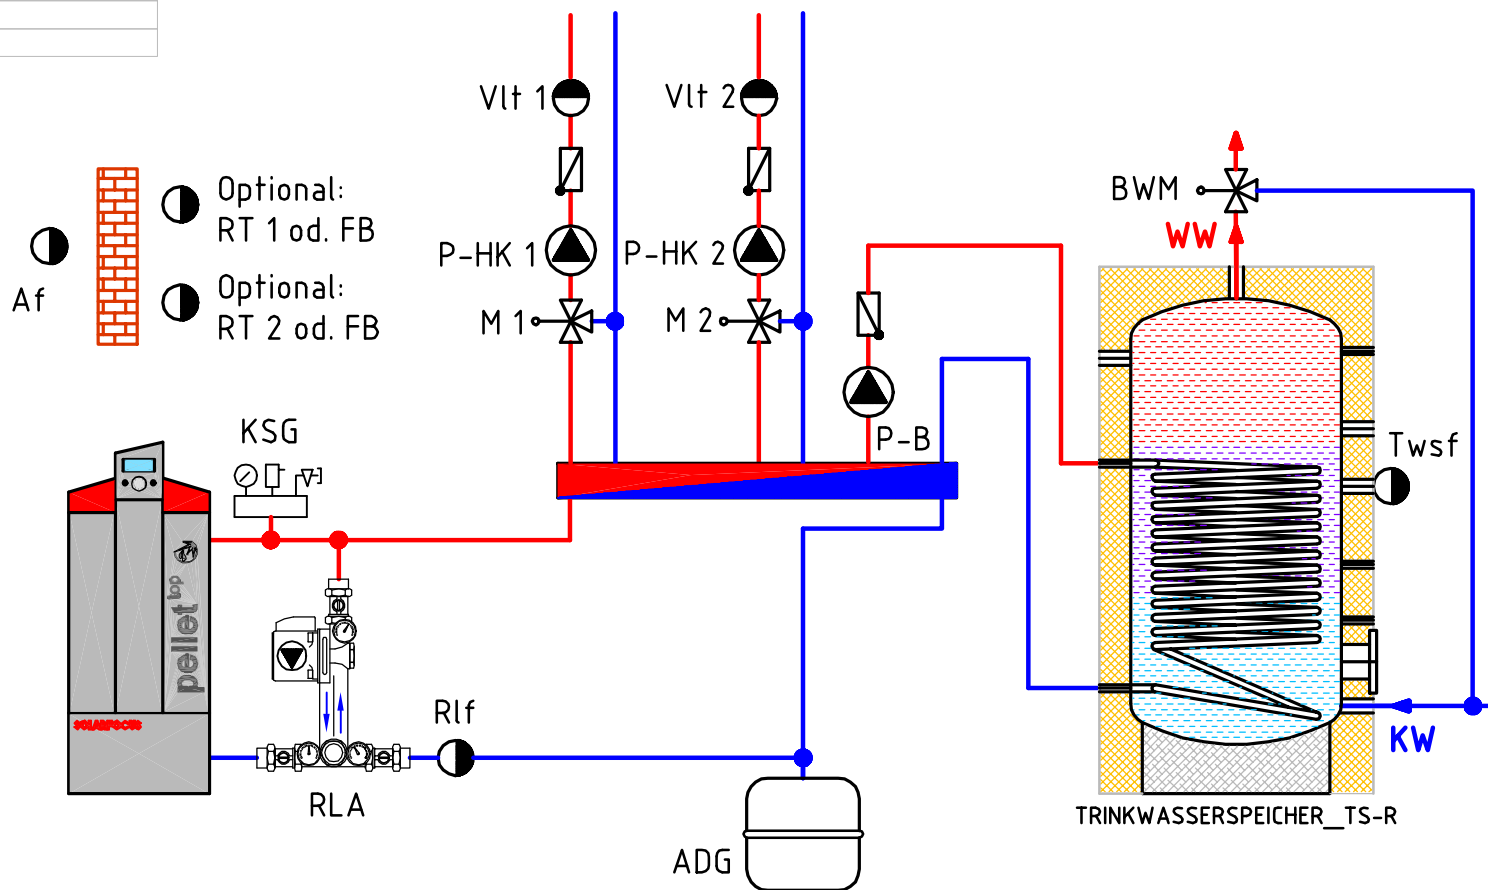 Vlt 1
Vlt 2
BWM
Optional:
RT 1 od. FB
WW
P-HK 1
P-HK 2
Af
Optional:
RT 2 od. FB
M 1
M 2
KSG
P-B
Twsf
pellet top
SOLARFOCUS
Rlf
KW
RLA
TRINKWASSERSPEICHER_TS-R
ADG